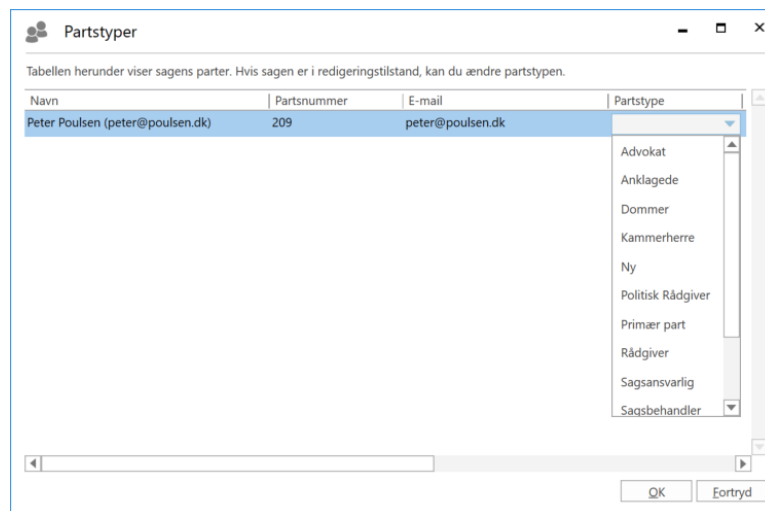 Partstyper
Tabellen herunder viser sagens parter. Hvis sagen er i redigeringstilstand, kan du ændre partstypen.
Navn Partsnummer E-mail Partstype
Peter Poulsen (peter@poulsen.dk) 209 peter@poulsen.dk
Advokat
Anklagede
Dommer
Kammerherre
Ny
Politisk Rådgiver
Primær part
Rådgiver
Sagsansvarlig
Sagsbehandler
OK Fortryd